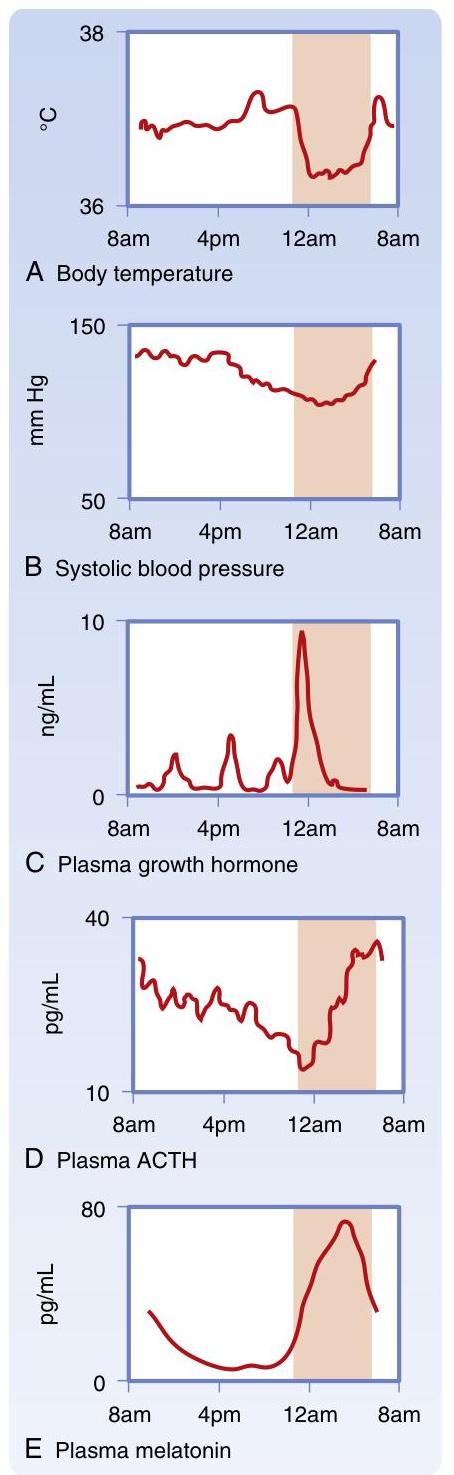 38
°C
36
8am 4pm 12am 8am
A Body temperature
150
mm Hg
50
8am 4pm 12am 8am
B Systolic blood pressure
10
ng/mL
0
8am 4pm 12am 8am
C Plasma growth hormone
40
pg/mL
10
8am 4pm 12am 8am
D Plasma ACTH
80
pg/mL
0
8am 4pm 12am 8am
E Plasma melatonin